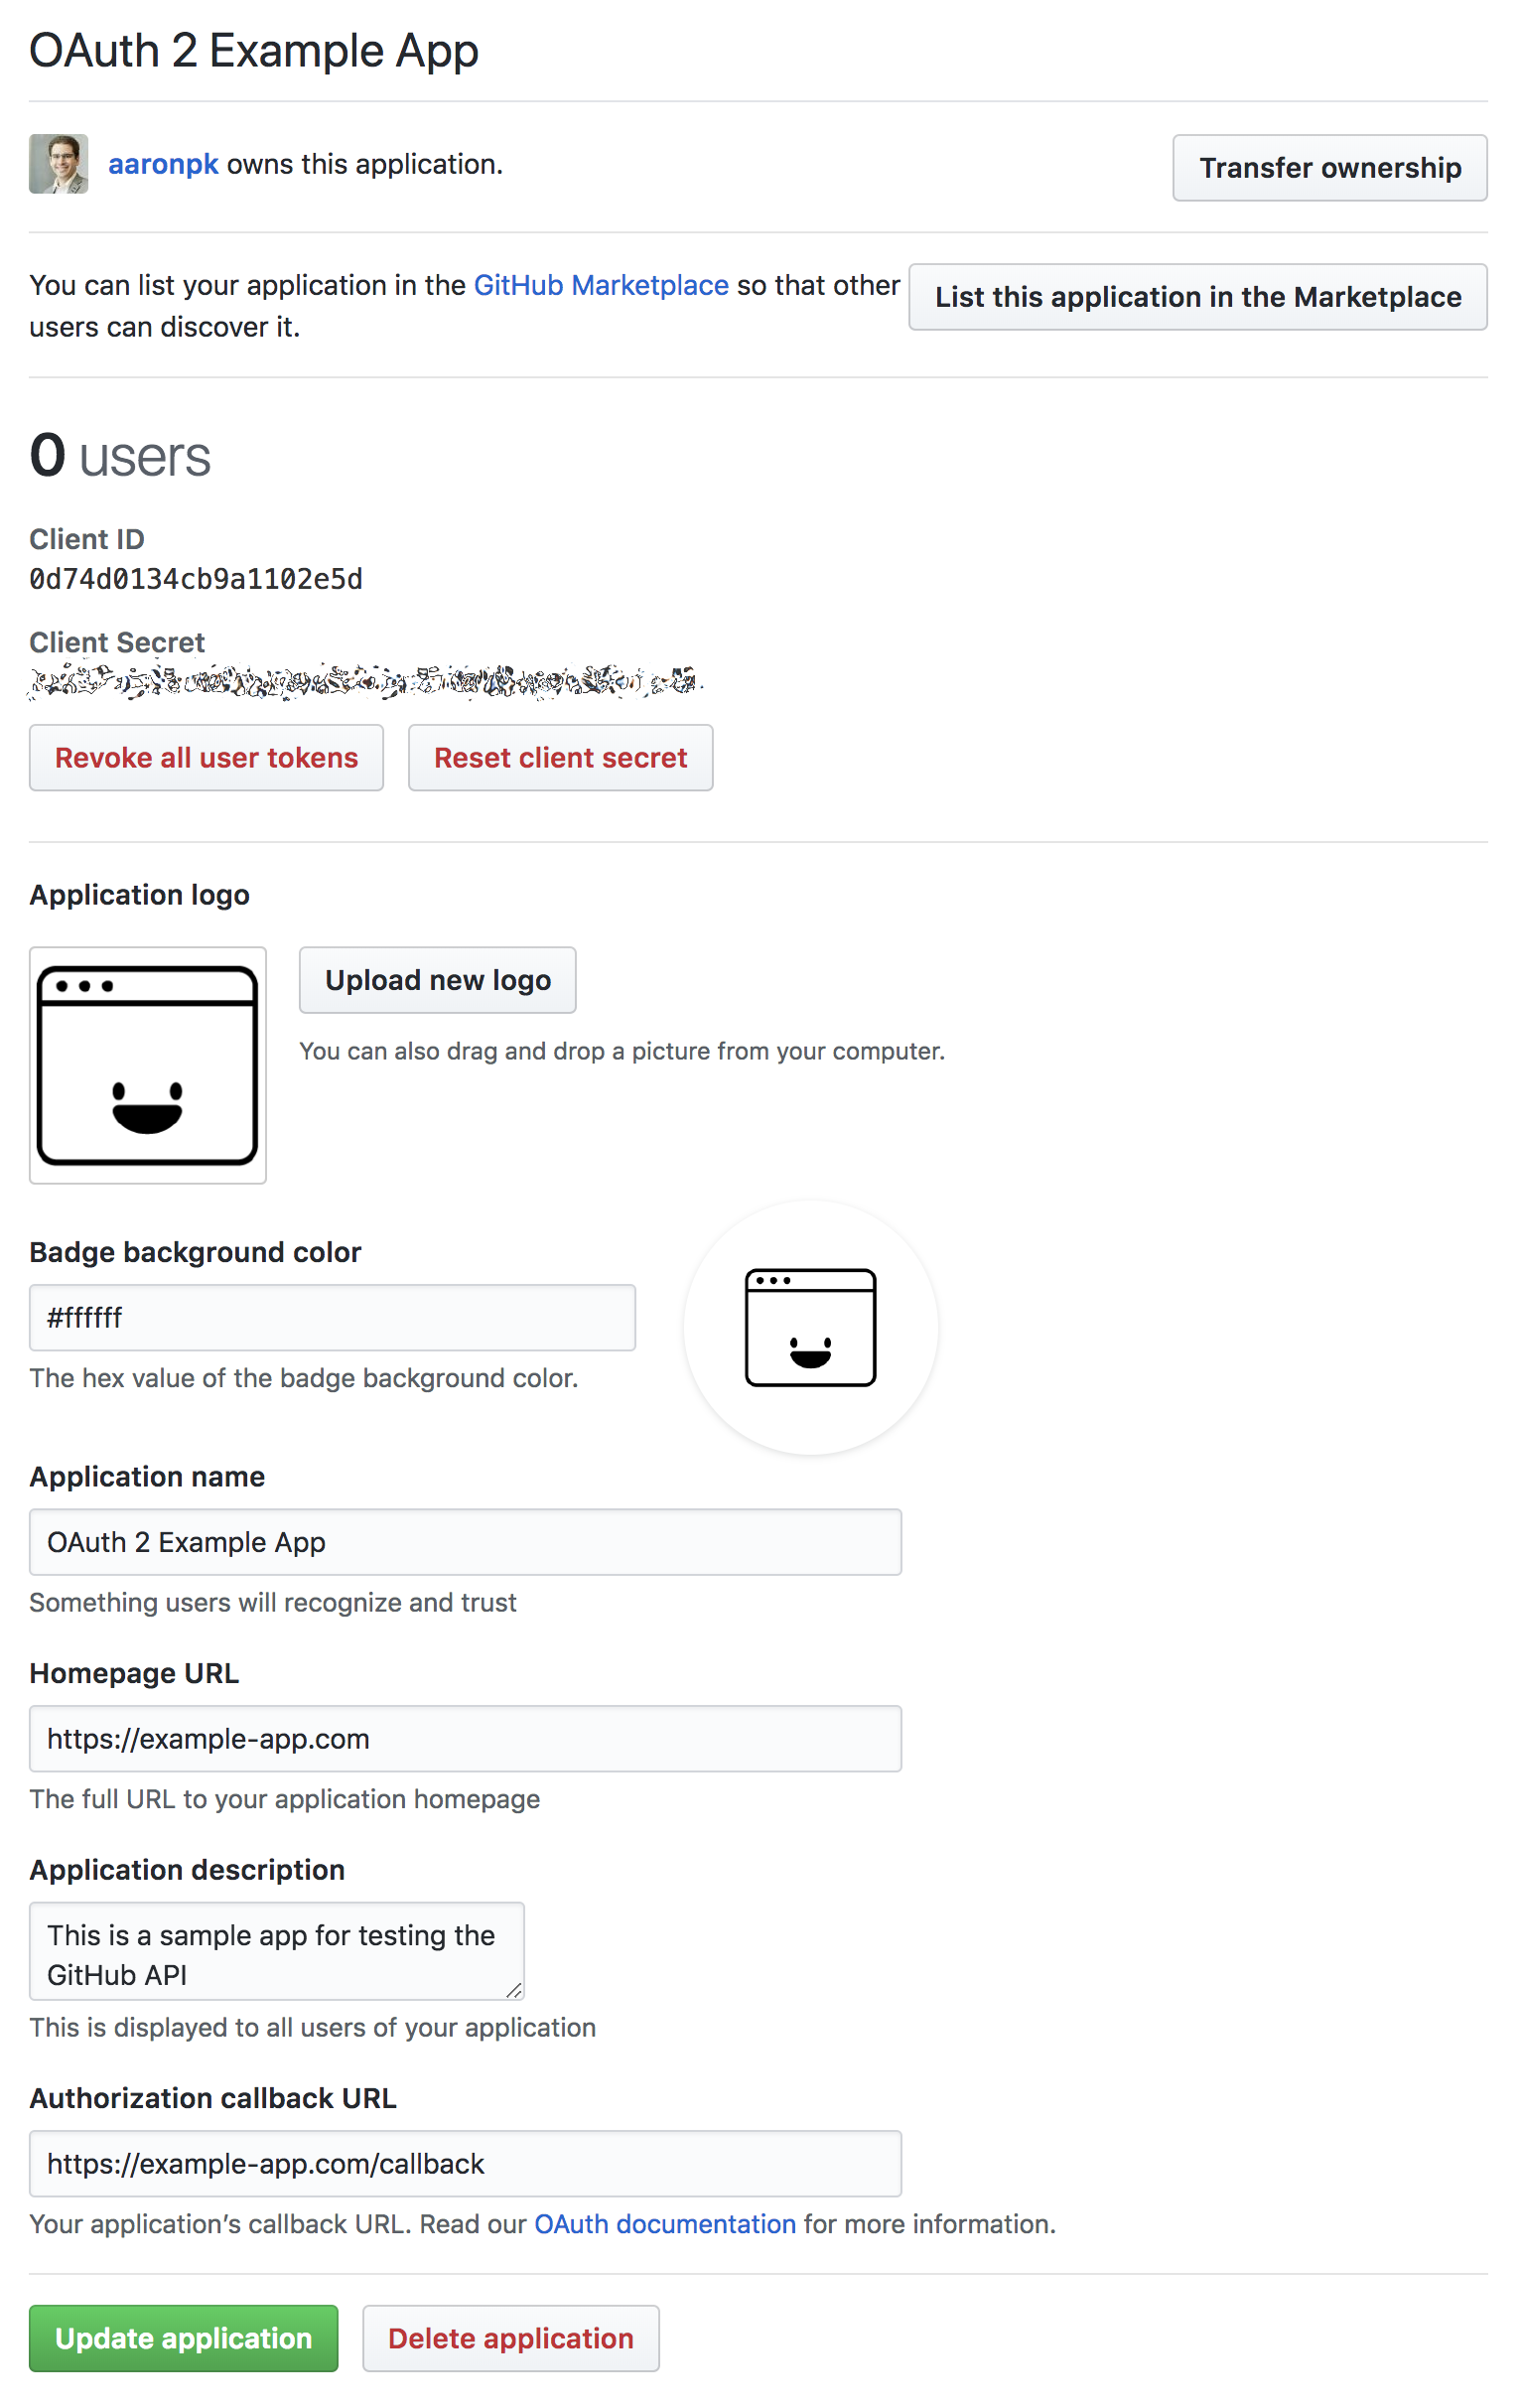 OAuth 2 Example App
aaronpk owns this application.
Transfer ownership
You can list your application in the GitHub Marketplace so that other
users can discover it.
List this application in the Marketplace
0 users
Client ID
0d74d0134cb9a1102e5d
Client Secret
Revoke all user tokens
Reset client secret
Application logo
Upload new logo
You can also drag and drop a picture from your computer.
Badge background color
#ffffff
The hex value of the badge background color.
Application name
OAuth 2 Example App
Something users will recognize and trust
Homepage URL
https://example-app.com
The full URL to your application homepage
Application description
This is a sample app for testing the
GitHub API
This is displayed to all users of your application
Authorization callback URL
https://example-app.com/callback
Your application’s callback URL. Read our OAuth documentation for more information.
Update application
Delete application